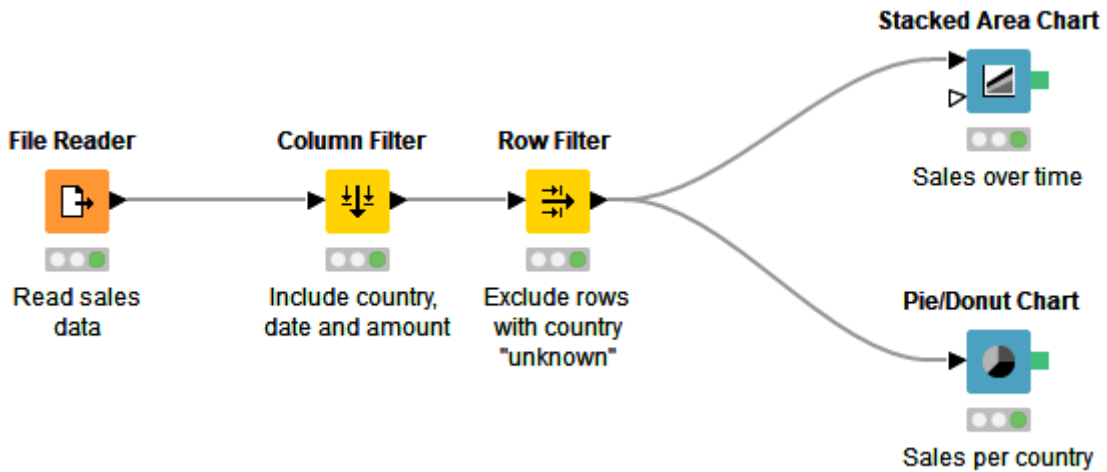 Stacked Area Chart
Sales over time
File Reader
Read sales
data
Column Filter
Include country,
date and amount
Row Filter
Exclude rows
with country
"unknown"
Pie/Donut Chart
Sales per country